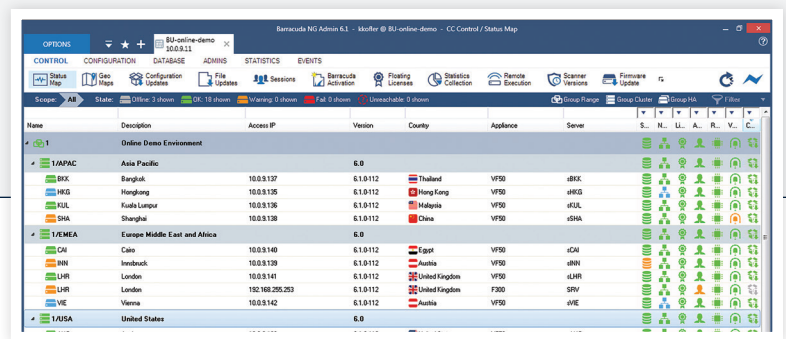 Barracuda NG Admin 6.1 - kkofler @ BU-online-demo - CC Control / Status Map
OPTIONS
BU-online-demo
10.0.9.11
CONTROL CONFIGURATION DATABASE ADMINS STATISTICS EVENTS
Status Map Geo Maps Configuration Updates File Updates Sessions Barracuda Activation Floating Licenses Statistics Collection Remote Execution Scanner Versions Firmware Update
Scope: All State: Offline: 3 shown OK: 18 shown Warning: 0 shown Fail: 0 shown Unreachable: 0 shown Group Range Group Cluster Group HA Filter
Name Description Access IP Version Country Appliance Server S... N... Li... A... R... V... C...
1 Online Demo Environment
1/APAC Asia Pacific 6.0
BKK Bangkok 10.0.9.137 6.1.0-112 Thailand VF50 sBKK
HKG Hongkong 10.0.9.135 6.1.0-112 Hong Kong VF50 sHKG
KUL Kuala Lumpur 10.0.9.136 6.1.0-112 Malaysia VF50 sKUL
SHA Shanghai 10.0.9.138 6.1.0-112 China VF50 sSHA
1/EMEA Europe Middle East and Africa 6.0
CAI Cairo 10.0.9.140 6.1.0-112 Egypt VF50 sCAI
INN Innsbruck 10.0.9.139 6.1.0-112 Austria VF50 sINN
LHR London 10.0.9.141 6.1.0-112 United Kingdom VF50 sLHR
LHR London 192.168.255.253 6.1.0-112 United Kingdom F300 SRV
VIE Vienna 10.0.9.142 6.1.0-112 Austria VF50 sVIE
1/USA United States 6.0